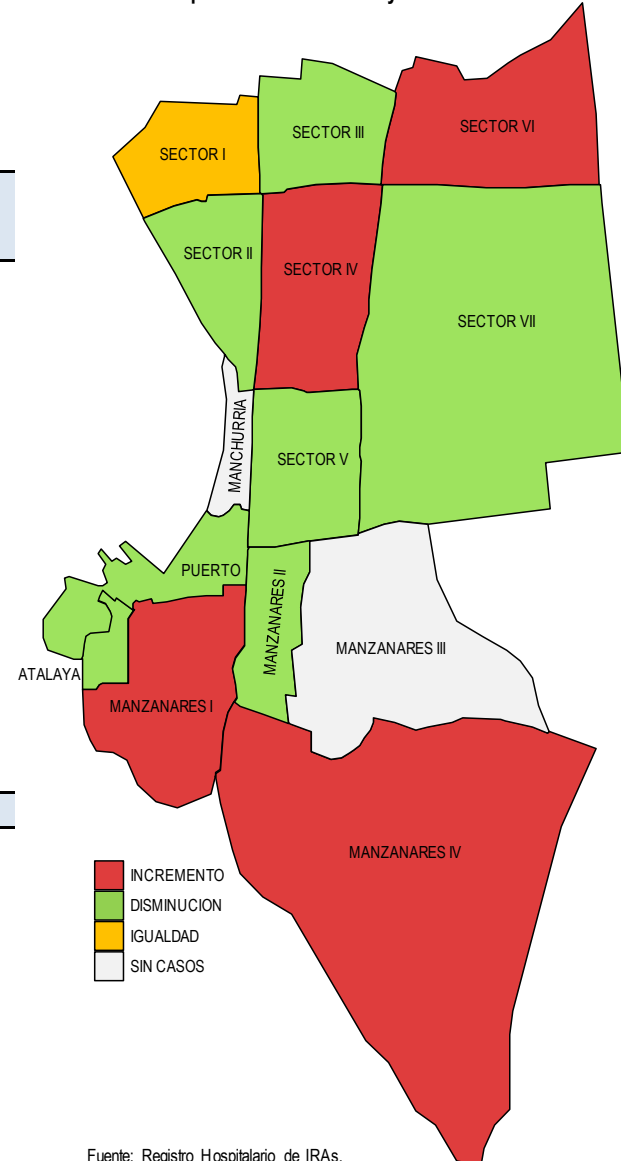 SECTOR VI
SECTOR III
SECTOR I
SECTOR II
SECTOR IV
SECTOR VII
MANCHURRIA
SECTOR V
PUERTO
MANZANARES II
MANZANARES III
ATALAYA
MANZANARES I
MANZANARES IV
INCREMENTO
DISMINUCION
IGUALDAD
SIN CASOS
Fuente: Registro Hospitalario de IRAs.